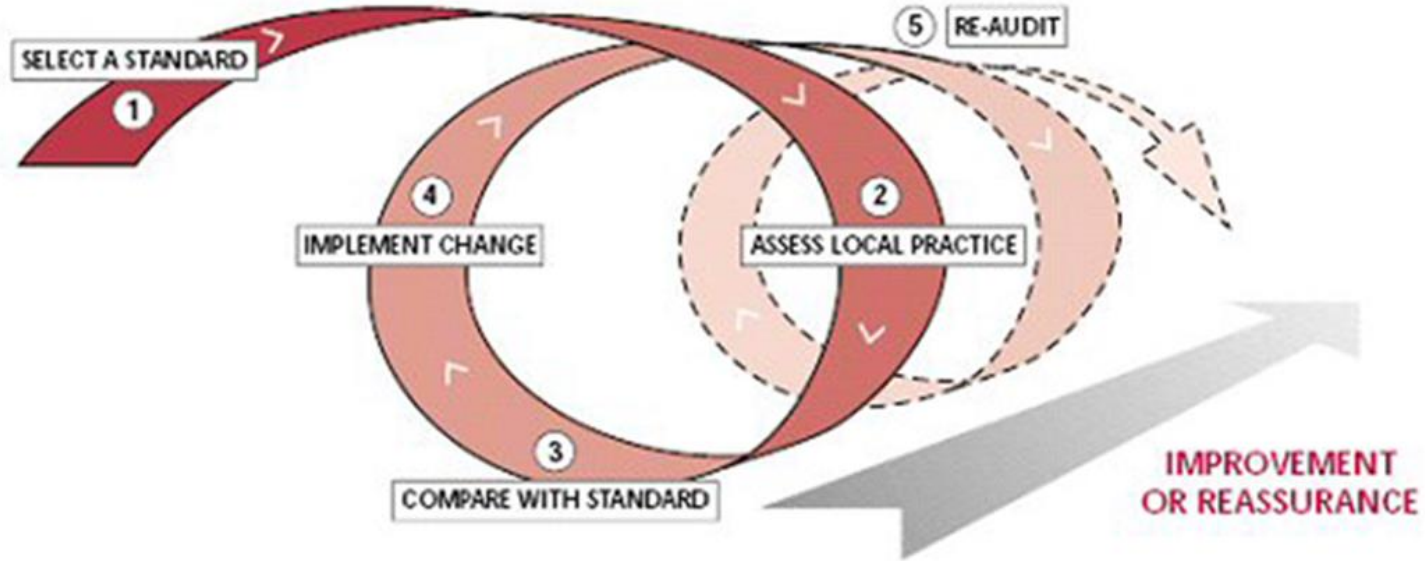 SELECT A STANDARD
1
2
ASSESS LOCAL PRACTICE
3
COMPARE WITH STANDARD
4
IMPLEMENT CHANGE
5 RE-AUDIT
IMPROVEMENT
OR REASSURANCE